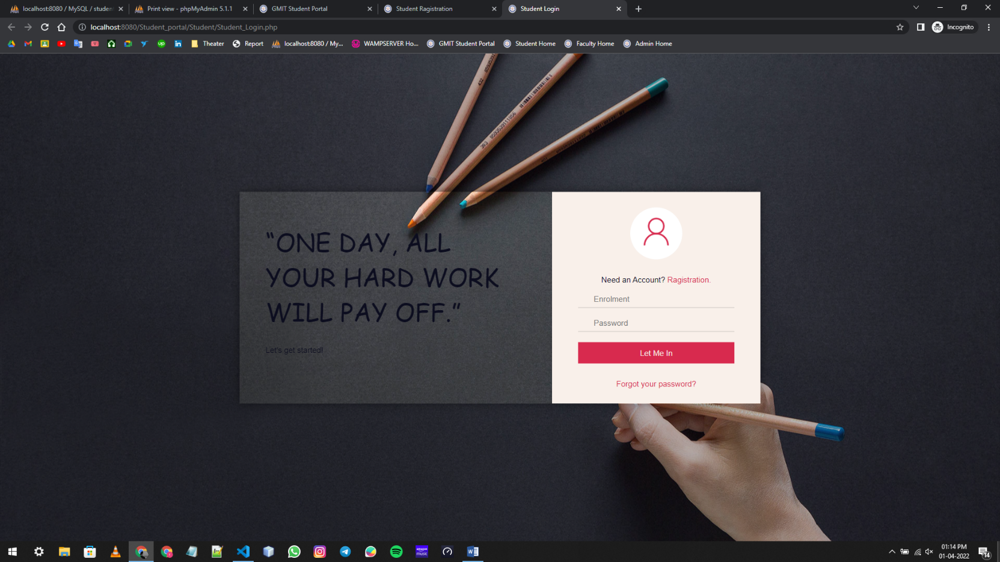 localhost:8080 / MySQL / studen
Print view - phpMyAdmin 5.1.1
GMIT Student Portal
Student Ragistration
Student Login
localhost:8080/Student_portal/Student/Student_Login.php
Incognito
Theater
Report
localhost:8080 / My...
WAMPSERVER Ho...
GMIT Student Portal
Student Home
Faculty Home
Admin Home
“ONE DAY, ALL
YOUR HARD WORK
WILL PAY OFF.”
Let's get started!
Need an Account? Ragistration.
Enrolment
Password
Let Me In
Forgot your password?
01:14 PM
01-04-2022
14